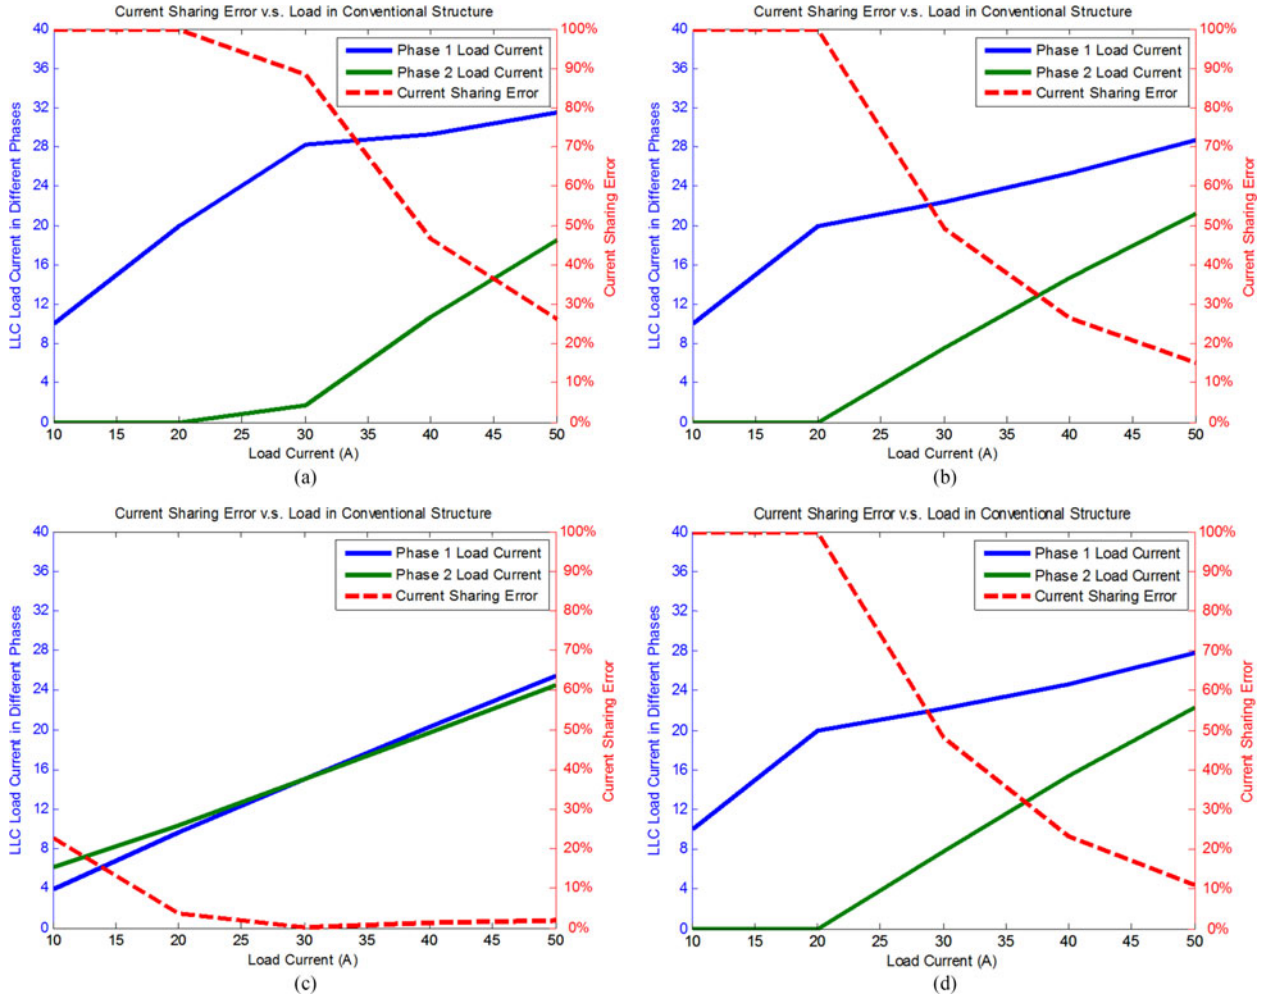 Current Sharing Error v.s. Load in Conventional Structure
40
36
32
28
24
20
16
12
8
4
0
LLC Load Current in Different Phases
Phase 1 Load Current
Phase 2 Load Current
Current Sharing Error
100%
90%
80%
70%
60%
50%
40%
30%
20%
10%
0%
Current Sharing Error
10 15 20 25 30 35 40 45 50
Load Current (A)
(a)
Current Sharing Error v.s. Load in Conventional Structure
40
36
32
28
24
20
16
12
8
4
0
LLC Load Current in Different Phases
Phase 1 Load Current
Phase 2 Load Current
Current Sharing Error
100%
90%
80%
70%
60%
50%
40%
30%
20%
10%
0%
Current Sharing Error
10 15 20 25 30 35 40 45 50
Load Current (A)
(b)
Current Sharing Error v.s. Load in Conventional Structure
40
36
32
28
24
20
16
12
8
4
0
LLC Load Current in Different Phases
Phase 1 Load Current
Phase 2 Load Current
Current Sharing Error
100%
90%
80%
70%
60%
50%
40%
30%
20%
10%
0%
Current Sharing Error
10 15 20 25 30 35 40 45 50
Load Current (A)
(c)
Current Sharing Error v.s. Load in Conventional Structure
40
36
32
28
24
20
16
12
8
4
0
LLC Load Current in Different Phases
Phase 1 Load Current
Phase 2 Load Current
Current Sharing Error
100%
90%
80%
70%
60%
50%
40%
30%
20%
10%
0%
Current Sharing Error
10 15 20 25 30 35 40 45 50
Load Current (A)
(d)